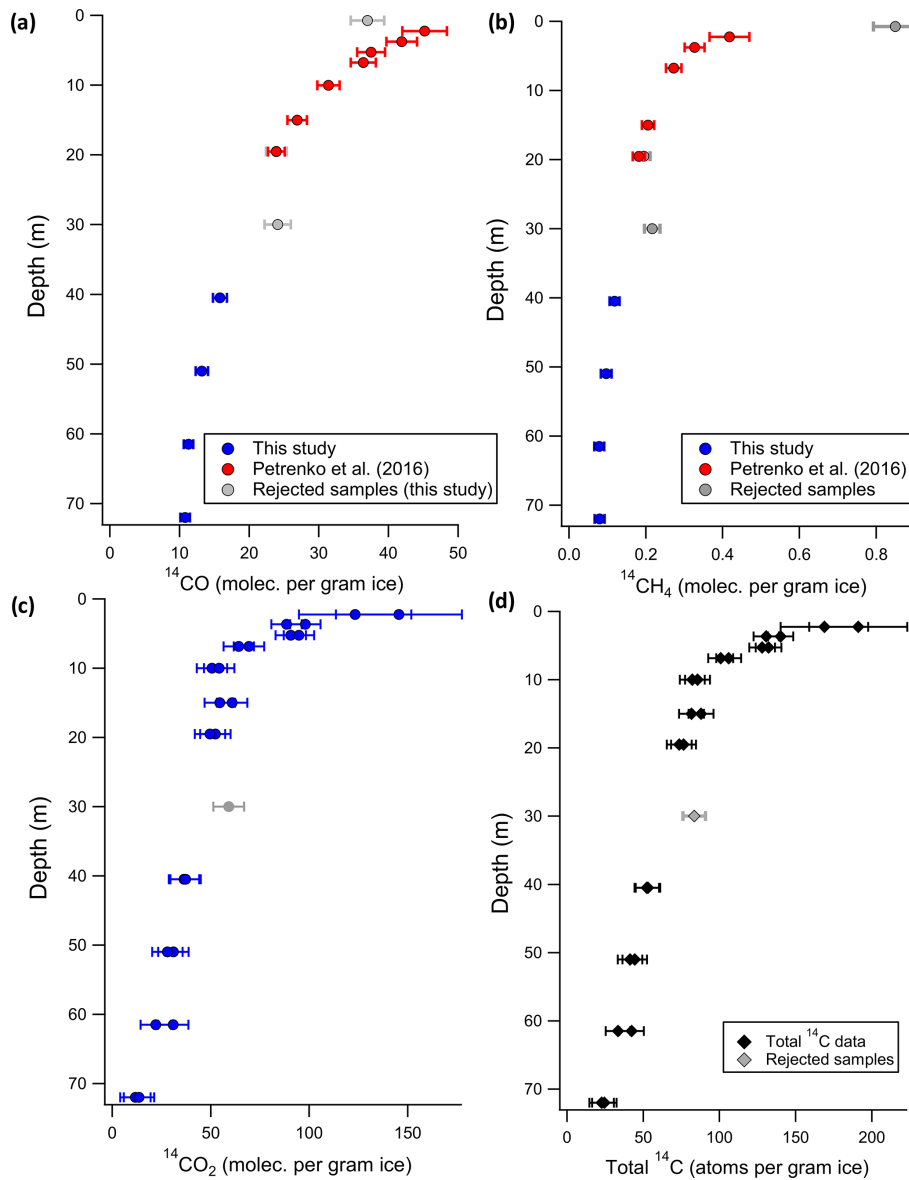 (a)
0
10
20
30
40
50
60
70
Depth (m)
This study
Petrenko et al. (2016)
Rejected samples (this study)
0 10 20 30 40 50
¹⁴CO (molec. per gram ice)
(b)
0
10
20
30
40
50
60
70
Depth (m)
This study
Petrenko et al. (2016)
Rejected samples
0.0 0.2 0.4 0.6 0.8
¹⁴CH₄ (molec. per gram ice)
(c)
0
10
20
30
40
50
60
70
Depth (m)
0 50 100 150
¹⁴CO₂ (molec. per gram ice)
(d)
0
10
20
30
40
50
60
70
Depth (m)
Total ¹⁴C data
Rejected samples
0 50 100 150 200
Total ¹⁴C (atoms per gram ice)